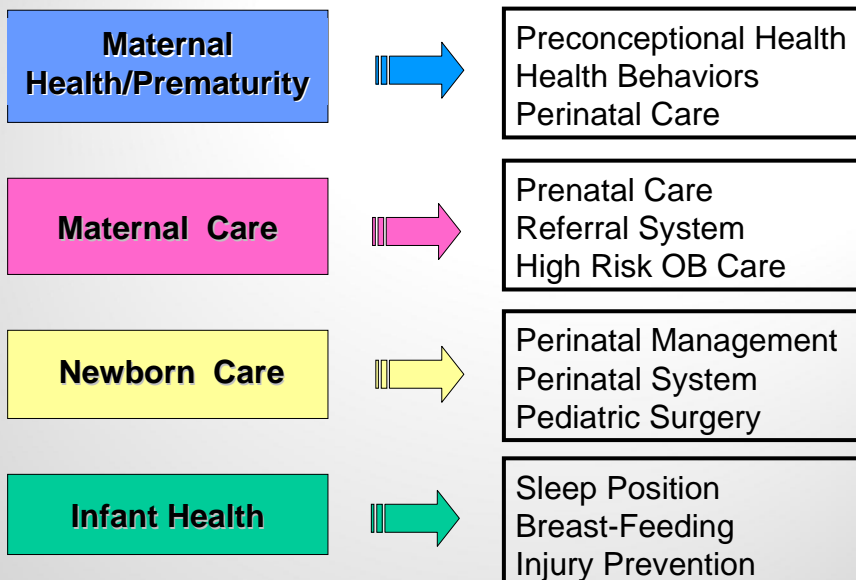 Maternal
Health/Prematurity
Preconceptional Health
Health Behaviors
Perinatal Care
Maternal Care
Prenatal Care
Referral System
High Risk OB Care
Newborn Care
Perinatal Management
Perinatal System
Pediatric Surgery
Infant Health
Sleep Position
Breast-Feeding
Injury Prevention